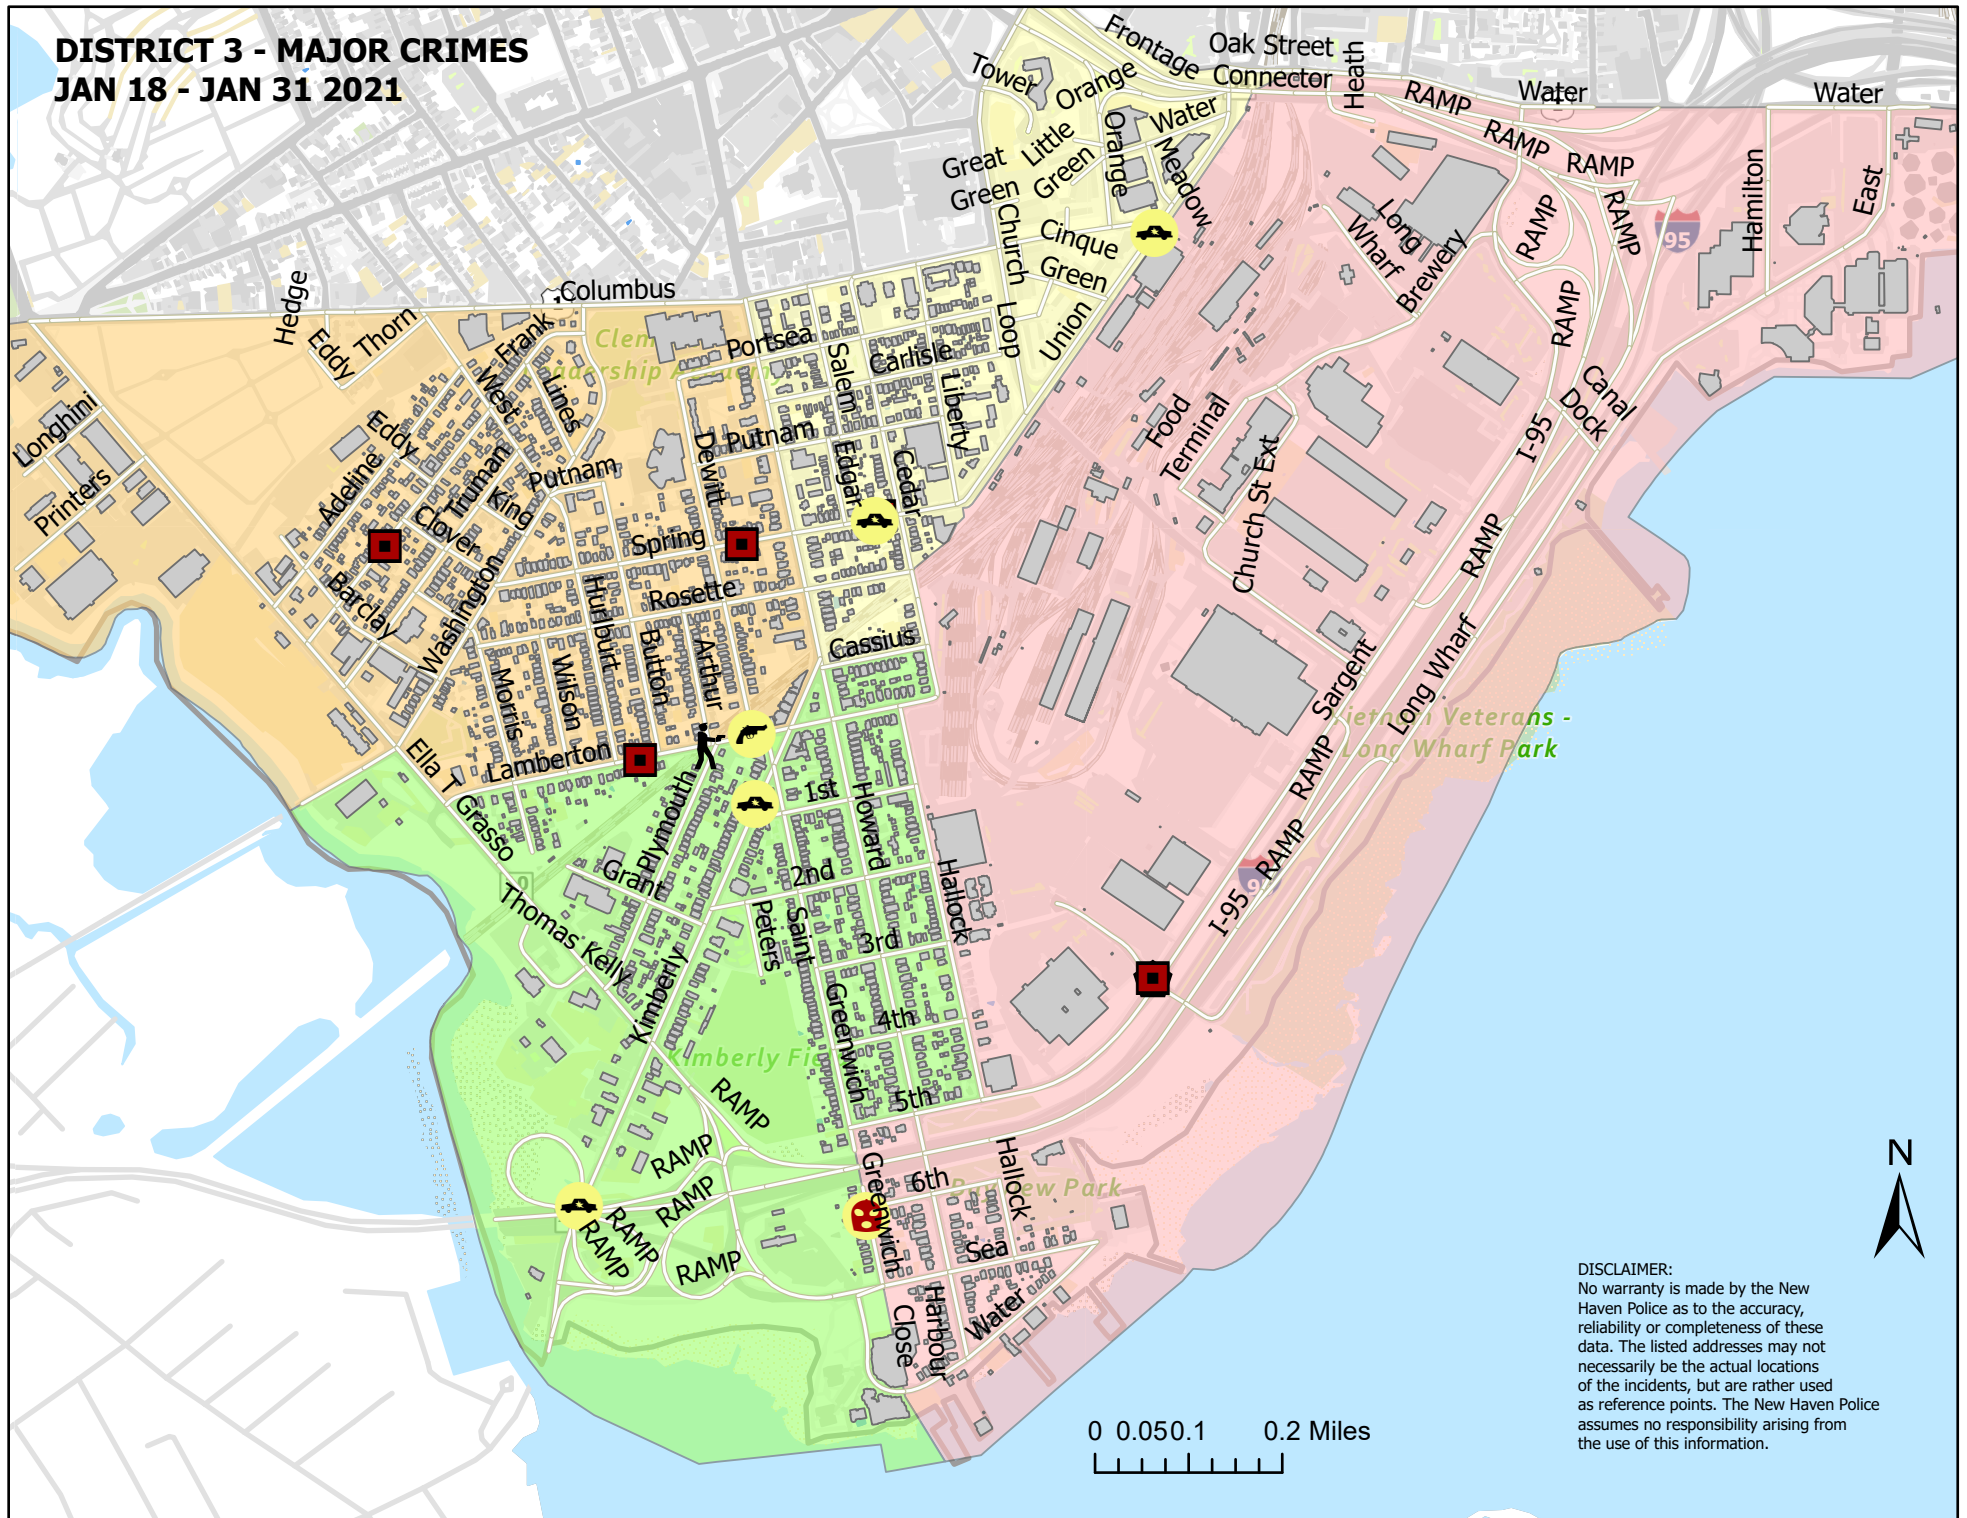 DISTRICT 3 - MAJOR CRIMES
JAN 18 - JAN 31 2021
Frontage
Oak Street
Connector
Heath
Tower
Orange
Water
RAMP
Water
Water
Little
Green
Orange
Meadow
RAMP
RAMP
Great
Green
Hamilton
East
Church
Cinque
Green
Long
Wharf
Brewery
RAMP
RAMP
95
Hedge
Columbus
Eddy
Thorn
Frank
Portsea
Salem
Carlisle
Loop
Union
RAMP
West
Lines
Liberty
Canal
Dock
Longhini
Eddy
Food
Terminal
I-95
Adeline
Truman
Putnam
Dewitt
Putnam
Edgar
Cedar
Printers
Clover
King
Church St Ext
RAMP
Spring
Barclay
Washington
Hurlburt
Rosette
Button
Arthur
Cassius
Long Wharf
Morris
Wilson
Sargent
Veterans -
Long Wharf Park
Lamberton
Ella T Grasso
Plymouth
1st
Howard
RAMP
Grant
2nd
Hallock
RAMP
I-95
Thomas Kelly
Peters
Saint
3rd
Kimberly
Greenwich
4th
Kimberly
RAMP
5th
RAMP
Greenwich
6th
Hallock
Park
RAMP
RAMP
RAMP
RAMP
Sea
Close
Harbour
Water
N
0 0.05 0.1 0.2 Miles
DISCLAIMER:
No warranty is made by the New
Haven Police as to the accuracy,
reliability or completeness of these
data. The listed addresses may not
necessarily be the actual locations
of the incidents, but are rather used
as reference points. The New Haven Police
assumes no responsibility arising from
the use of this information.